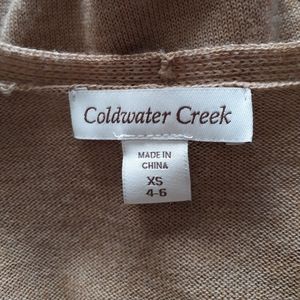 Coldwater Creek
MADE IN
CHINA
XS
4-6